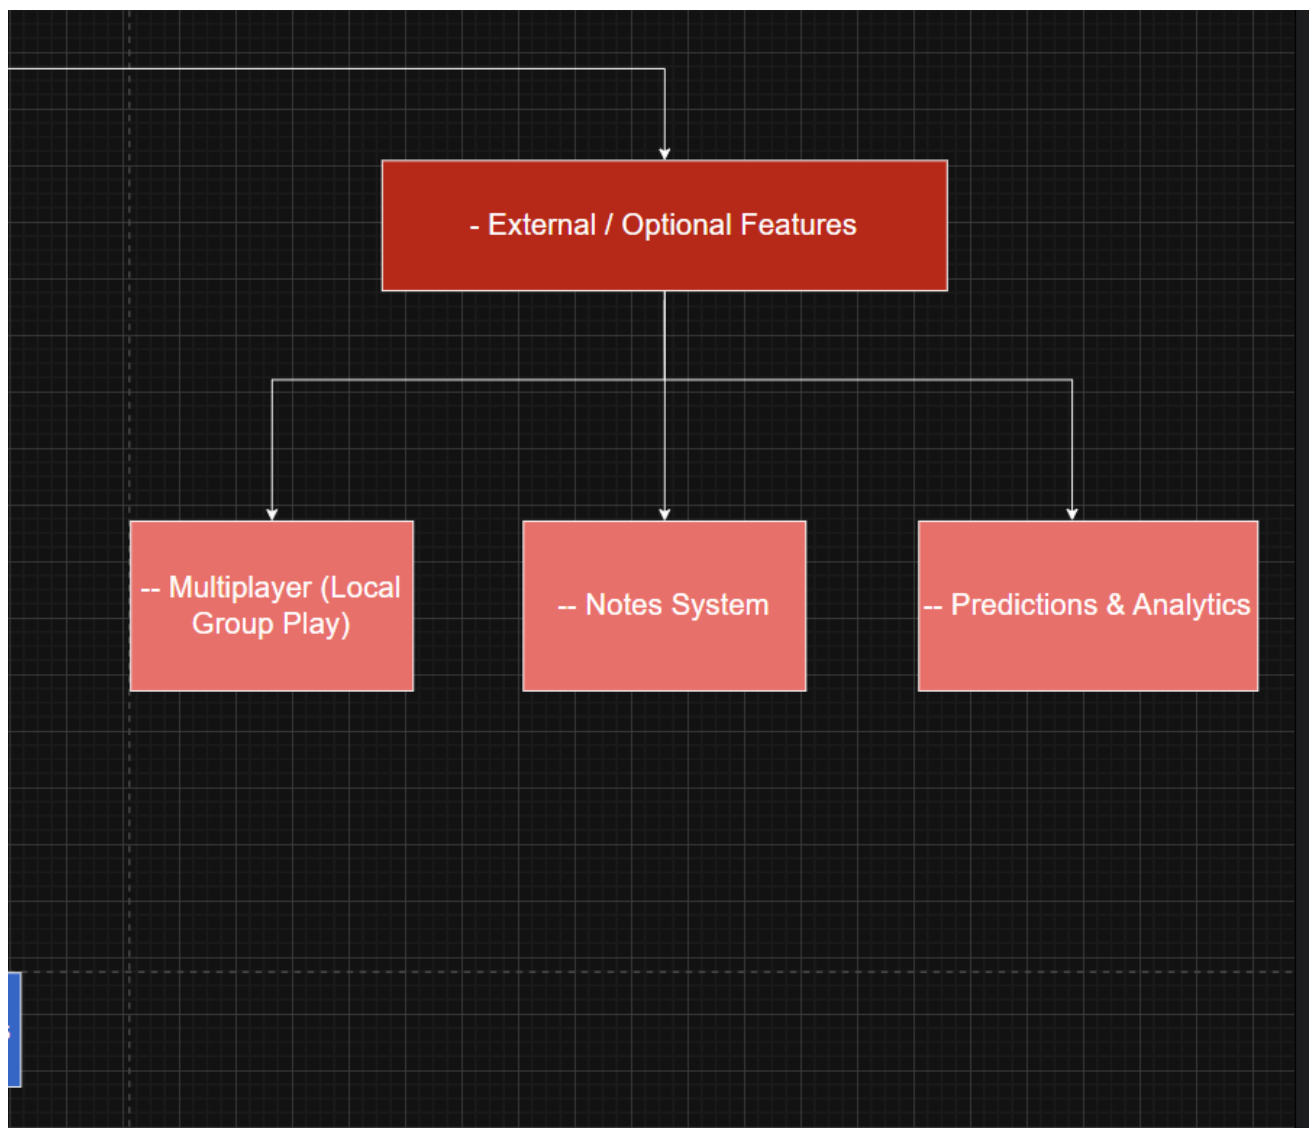 - External / Optional Features
-- Multiplayer (Local
Group Play)
-- Notes System
-- Predictions & Analytics